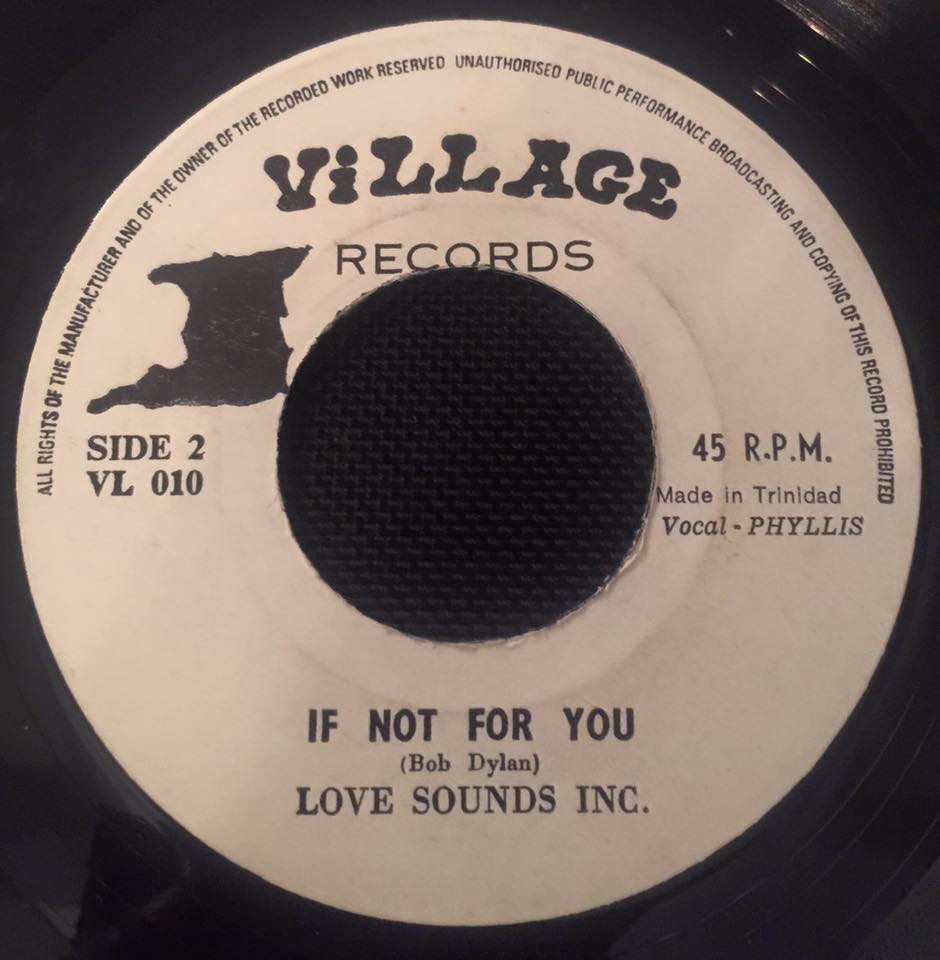 ALL RIGHTS OF THE MANUFACTURER AND OF THE OWNER OF THE RECORDED WORK RESERVED UNAUTHORISED PUBLIC PERFORMANCE BROADCASTING AND COPYING OF THIS RECORD PROHIBITED
ViLLAGE
RECORDS
SIDE 2
VL 010
45 R.P.M.
Made in Trinidad
Vocal - PHYLLIS
IF NOT FOR YOU
(Bob Dylan)
LOVE SOUNDS INC.